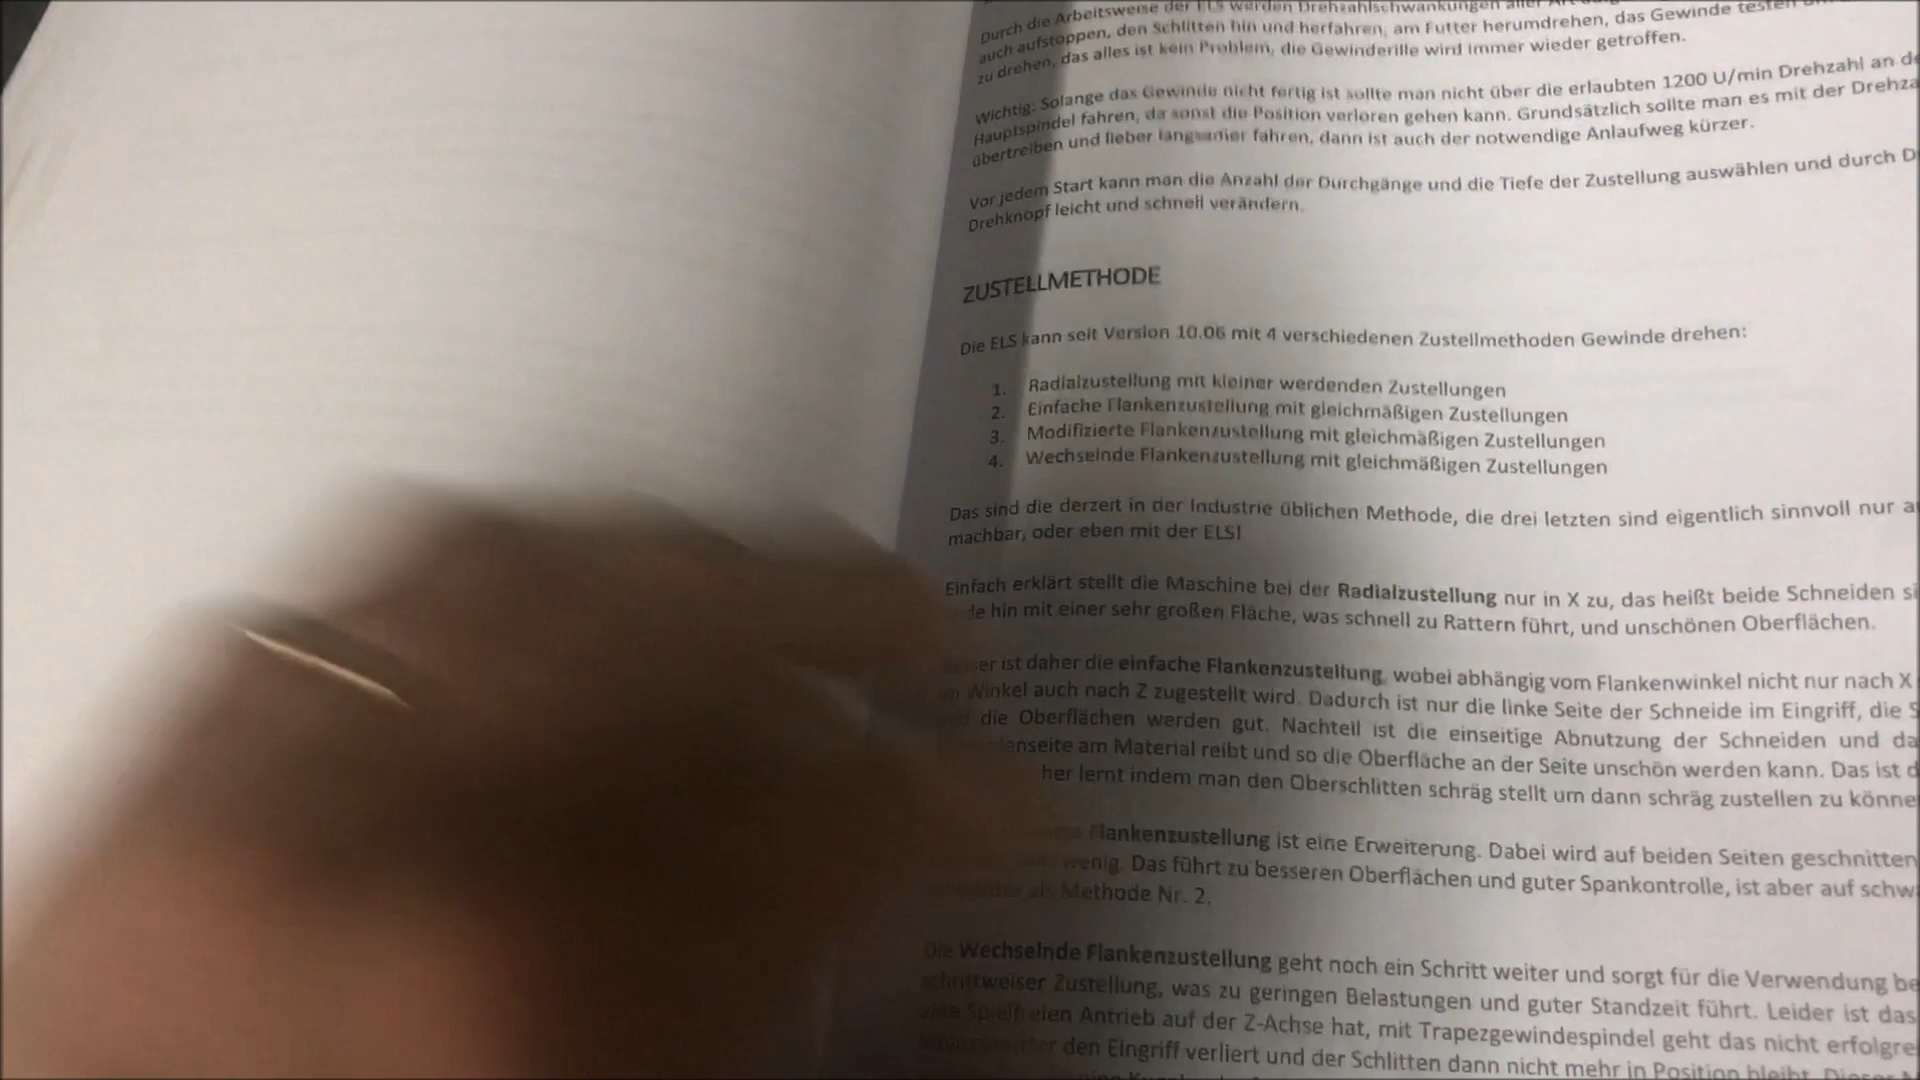 Durch die Arbeitsweise der ELS werden Drehzahlschwankungen aller
auch aufstoppen, den Schlitten hin und herfahren, am Futter herumdrehen, das Gewinde testen
zu drehen, das alles ist kein Problem, die Gewinderille wird immer wieder getroffen.
Wichtig: Solange das Gewinde nicht fertig ist sollte man nicht über die erlaubten 1200 U/min Drehzahl an
Hauptspindel fahren, da sonst die Position verloren gehen kann. Grundsätzlich sollte man es mit der
übertreiben und lieber langsamer fahren, dann ist auch der notwendige Anlaufweg kürzer.
Vor jedem Start kann man die Anzahl der Durchgänge und die Tiefe der Zustellung auswählen und durch
Drehknopf leicht und schnell verändern.
ZUSTELLMETHODE
Die ELS kann seit Version 10.06 mit 4 verschiedenen Zustellmethoden Gewinde drehen:
1. Radialzustellung mit kleiner werdenden Zustellungen
2. Einfache Flankenzustellung mit gleichmäßigen Zustellungen
3. Modifizierte Flankenzustellung mit gleichmäßigen Zustellungen
4. Wechselnde Flankenzustellung mit gleichmäßigen Zustellungen
Das sind die derzert in der Industrie üblichen Methode, die drei letzten sind eigentlich sinnvoll nur
machbar, oder eben mit der ELS!
Einfach erklärt stellt die Maschine bei der Radialzustellung nur in X zu, das heißt beide Schneiden
hin mit einer sehr großen Fläche, was schnell zu Rattern führt, und unschönen Oberflächen.
ist daher die einfache Flankenzustellung, wobei abhängig vom Flankenwinkel nicht nur nach X
Winkel auch nach Z zugestellt wird. Dadurch ist nur die linke Seite der Schneide im Eingriff, die
die Oberflächen werden gut. Nachteil ist die einseitige Abnutzung der Schneiden und
am Material reibt und so die Oberfläche an der Seite unschön werden kann. Das ist
lernt indem man den Oberschlitten schräg stellt um dann schräg zustellen zu
Flankenzustellung ist eine Erweiterung. Dabei wird auf beiden Seiten geschnitten
wenig. Das führt zu besseren Oberflächen und guter Spankontrolle, ist aber auf
als Methode Nr. 2.
Die Wechselnde Flankenzustellung geht noch ein Schritt weiter und sorgt für die Verwendung
schrittweiser Zustellung, was zu geringen Belastungen und guter Standzeit führt. Leider ist das
Antrieb auf der Z-Achse hat, mit Trapezgewindespindel geht das nicht
den Eingriff verliert und der Schlitten dann nicht mehr in Position bleibt.